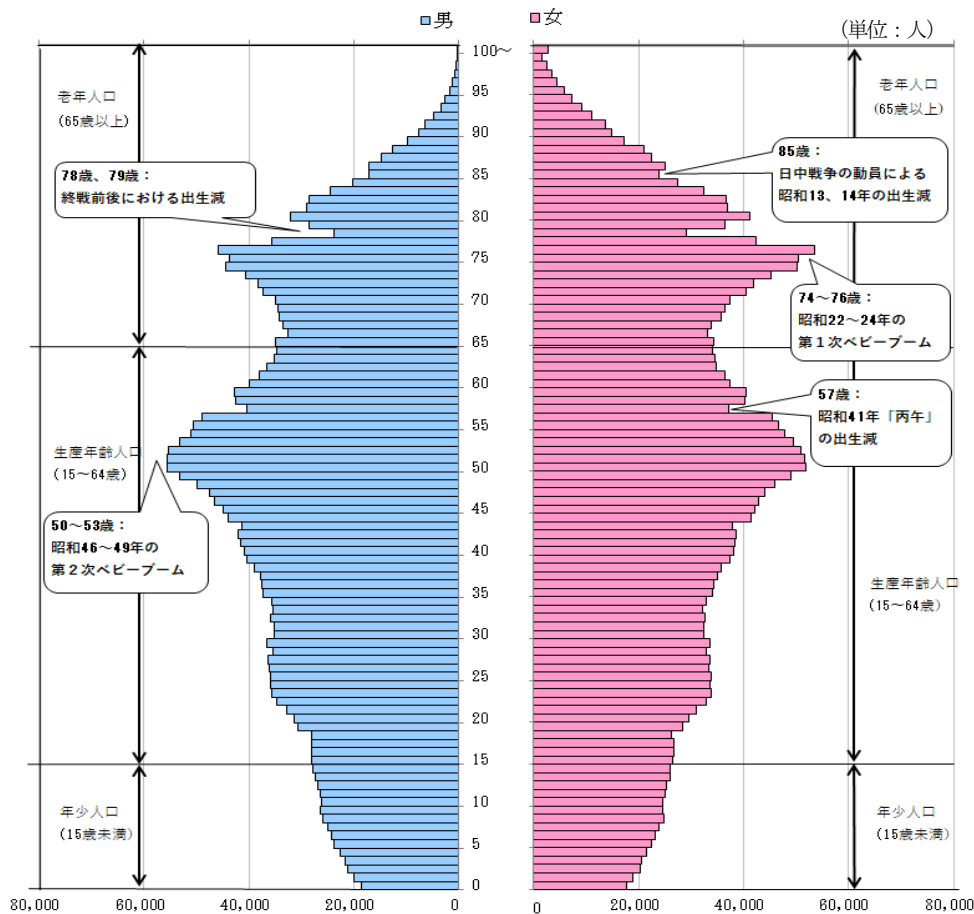 男
女
(単位：人)
100～
95
90
85
80
75
70
65
60
55
50
45
40
35
30
25
20
15
10
5
0
老年人口
(65歳以上)
78歳、79歳：
終戦前後における出生減
生産年齢人口
(15～64歳)
50～53歳：
昭和46～49年の
第２次ベビーブーム
年少人口
(15歳未満)
老年人口
(65歳以上)
85歳：
日中戦争の動員による
昭和13、14年の出生減
74～76歳：
昭和22～24年の
第１次ベビーブーム
57歳：
昭和41年「丙午」
の出生減
生産年齢人口
(15～64歳)
年少人口
(15歳未満)
80,000 60,000 40,000 20,000 0
0 20,000 40,000 60,000 80,000